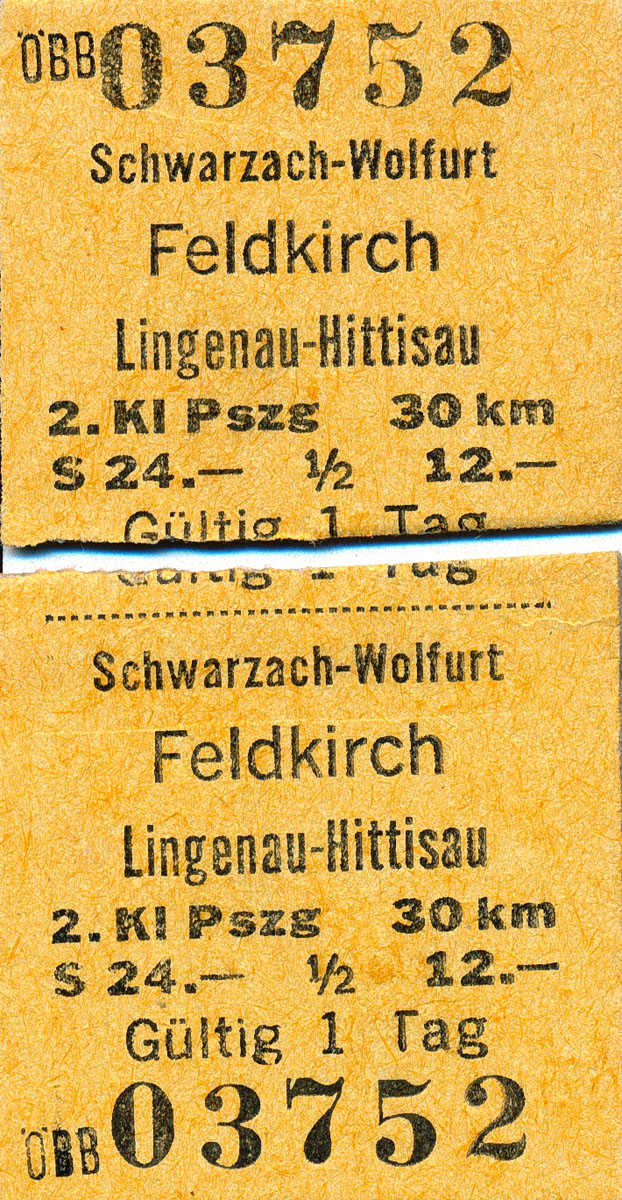 ÖBB 03752
Schwarzach-Wolfurt
Feldkirch
Lingenau-Hittisau
2. Kl Pszg 30 km
S 24.— ½ 12.—
Gültig 1 Tag
Gültig 1 Tag
Schwarzach-Wolfurt
Feldkirch
Lingenau-Hittisau
2. Kl Pszg 30 km
S 24.— ½ 12.—
Gültig 1 Tag
ÖBB 03752